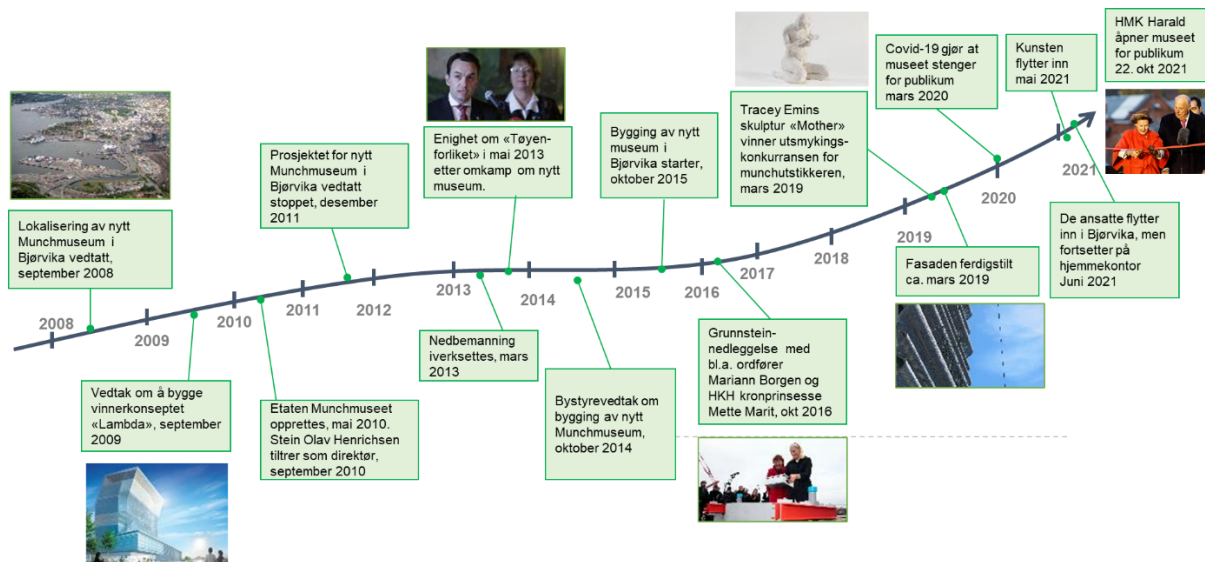 Lokalisering av nytt
Munchmuseum i
Bjørvika vedtatt,
september 2008
Vedtak om å bygge
vinnerkonseptet
«Lambda», september
2009
Etaten Munchmuseet
opprettes, mai 2010.
Stein Olav Henrichsen
tiltrer som direktør,
september 2010
Prosjektet for nytt
Munchmuseum i
Bjørvika vedtatt
stoppet, desember
2011
Nedbemanning
iverksettes, mars
2013
Enighet om «Tøyen-
forliket» i mai 2013
etter omkamp om nytt
museum.
Bystyrevedtak om
bygging av nytt
Munchmuseum,
oktober 2014
Bygging av nytt
museum i
Bjørvika starter,
oktober 2015
Grunnstein-
nedleggelse med
bl.a. ordfører
Mariann Borgen og
HKH kronprinsesse
Mette Marit, okt 2016
Tracey Emins
skulptur «Mother»
vinner utsmykings-
konkurransen for
munchutstikkeren,
mars 2019
Fasaden ferdigstilt
ca. mars 2019
Covid-19 gjør at
museet stenger
for publikum
mars 2020
Kunsten
flytter inn
mai 2021
De ansatte flytter
inn i Bjørvika, men
fortsetter på
hjemmekontor
Juni 2021
HMK Harald
åpner museet
for publikum
22. okt 2021
2008
2009
2010
2011
2012
2013
2014
2015
2016
2017
2018
2019
2020
2021